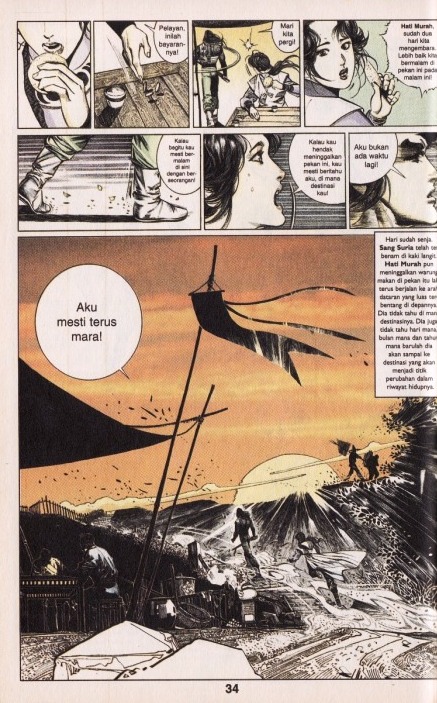 Pelayan,
inilah
bayaran-
nya!
Mari
kita
pergi!
Hati Murah,
sudah dua
hari kita
mengembara.
Lebih baik kita
bermalam di
pekan ini pada
malam ini!
Kalau
begitu kau
mesti ber-
malam
di sini
dengan ber-
seorangan!
Kalau kau
hendak
meninggalkan
pekan ini, kau
mesti beritahu
aku, di mana
destinasi
kau!
Aku bukan
ada waktu
lagi!
Hari sudah senja.
Sang Suria telah
benam di kaki langit.
Hati Murah pun
meninggalkan warung
makan di pekan itu
terus berjalan ke
dataran yang luas
bentang di depannya.
Dia tidak tahu di
destinasinya. Dia
tidak tahu hari mana,
bulan mana dan tahun
mana barulah dia
akan sampai ke
destinasi yang akan
menjadi titik
perubahan dalam
riwayat hidupnya.
Aku
mesti terus
mara!
34